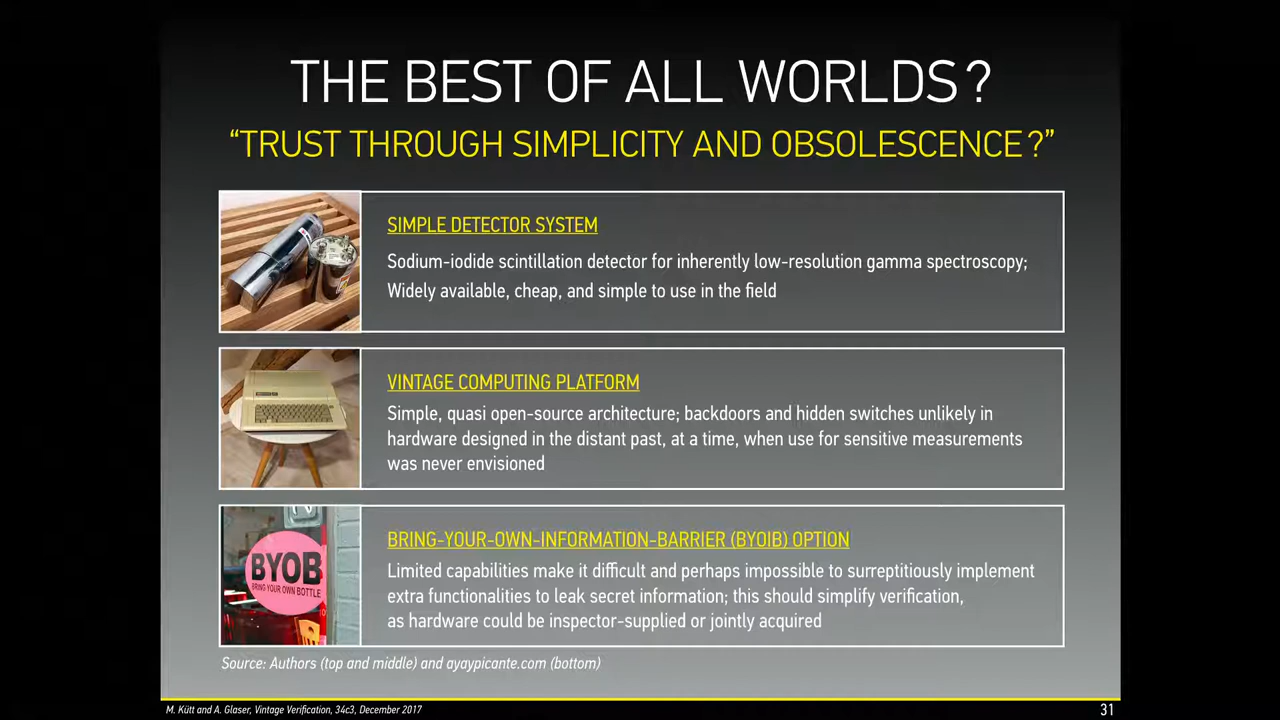 THE BEST OF ALL WORLDS?
“TRUST THROUGH SIMPLICITY AND OBSOLESCENCE?”
SIMPLE DETECTOR SYSTEM
Sodium-iodide scintillation detector for inherently low-resolution gamma spectroscopy;
Widely available, cheap, and simple to use in the field
VINTAGE COMPUTING PLATFORM
Simple, quasi open-source architecture; backdoors and hidden switches unlikely in
hardware designed in the distant past, at a time, when use for sensitive measurements
was never envisioned
BYOB
BRING YOUR OWN BOTTLE
BRING-YOUR-OWN-INFORMATION-BARRIER (BYOIB) OPTION
Limited capabilities make it difficult and perhaps impossible to surreptitiously implement
extra functionalities to leak secret information; this should simplify verification,
as hardware could be inspector-supplied or jointly acquired
Source: Authors (top and middle) and ayaypicante.com (bottom)
M. Kütt and A. Glaser, Vintage Verification, 34c3, December 2017
31